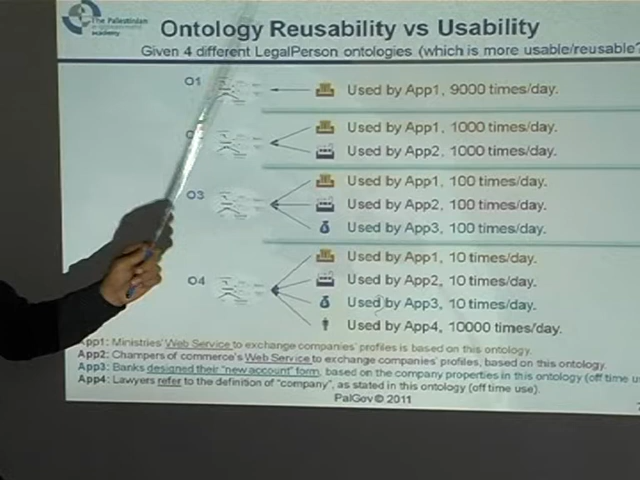 The Palestinian
academy
Ontology Reusability vs Usability
Given 4 different LegalPerson ontologies (which is more usable/reusable?
O1
Used by App1, 9000 times/day.
Used by App1, 1000 times/day.
Used by App2, 1000 times/day.
O3
Used by App1, 100 times/day.
Used by App2, 100 times/day.
Used by App3, 100 times/day.
O4
Used by App1, 10 times/day.
Used by App2, 10 times/day.
Used by App3, 10 times/day.
Used by App4, 10000 times/day.
App1: Ministries' Web Service to exchange companies' profiles is based on this ontology.
App2: Champers of commerce's Web Service to exchange companies' profiles, based on this ontology.
App3: Banks designed their "new account" form, based on the company properties in this ontology (off time
App4: Lawyers refer to the definition of "company", as stated in this ontology (off time use).
PalGov © 2011